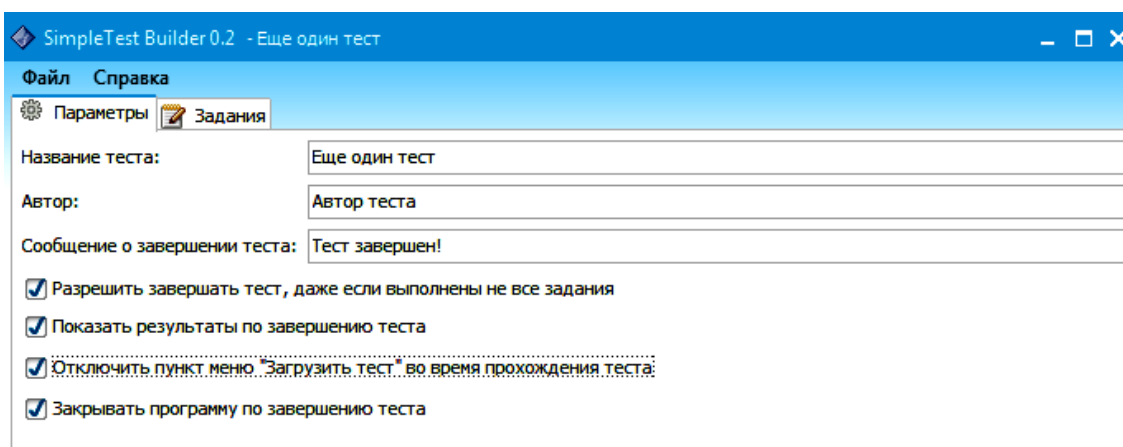 SimpleTest Builder 0.2 - Еще один тест
Файл Справка
Параметры Задания
Название теста: Еще один тест
Автор: Автор теста
Сообщение о завершении теста: Тест завершен!
Разрешить завершать тест, даже если выполнены не все задания
Показать результаты по завершению теста
Отключить пункт меню "Загрузить тест" во время прохождения теста
Закрывать программу по завершению теста